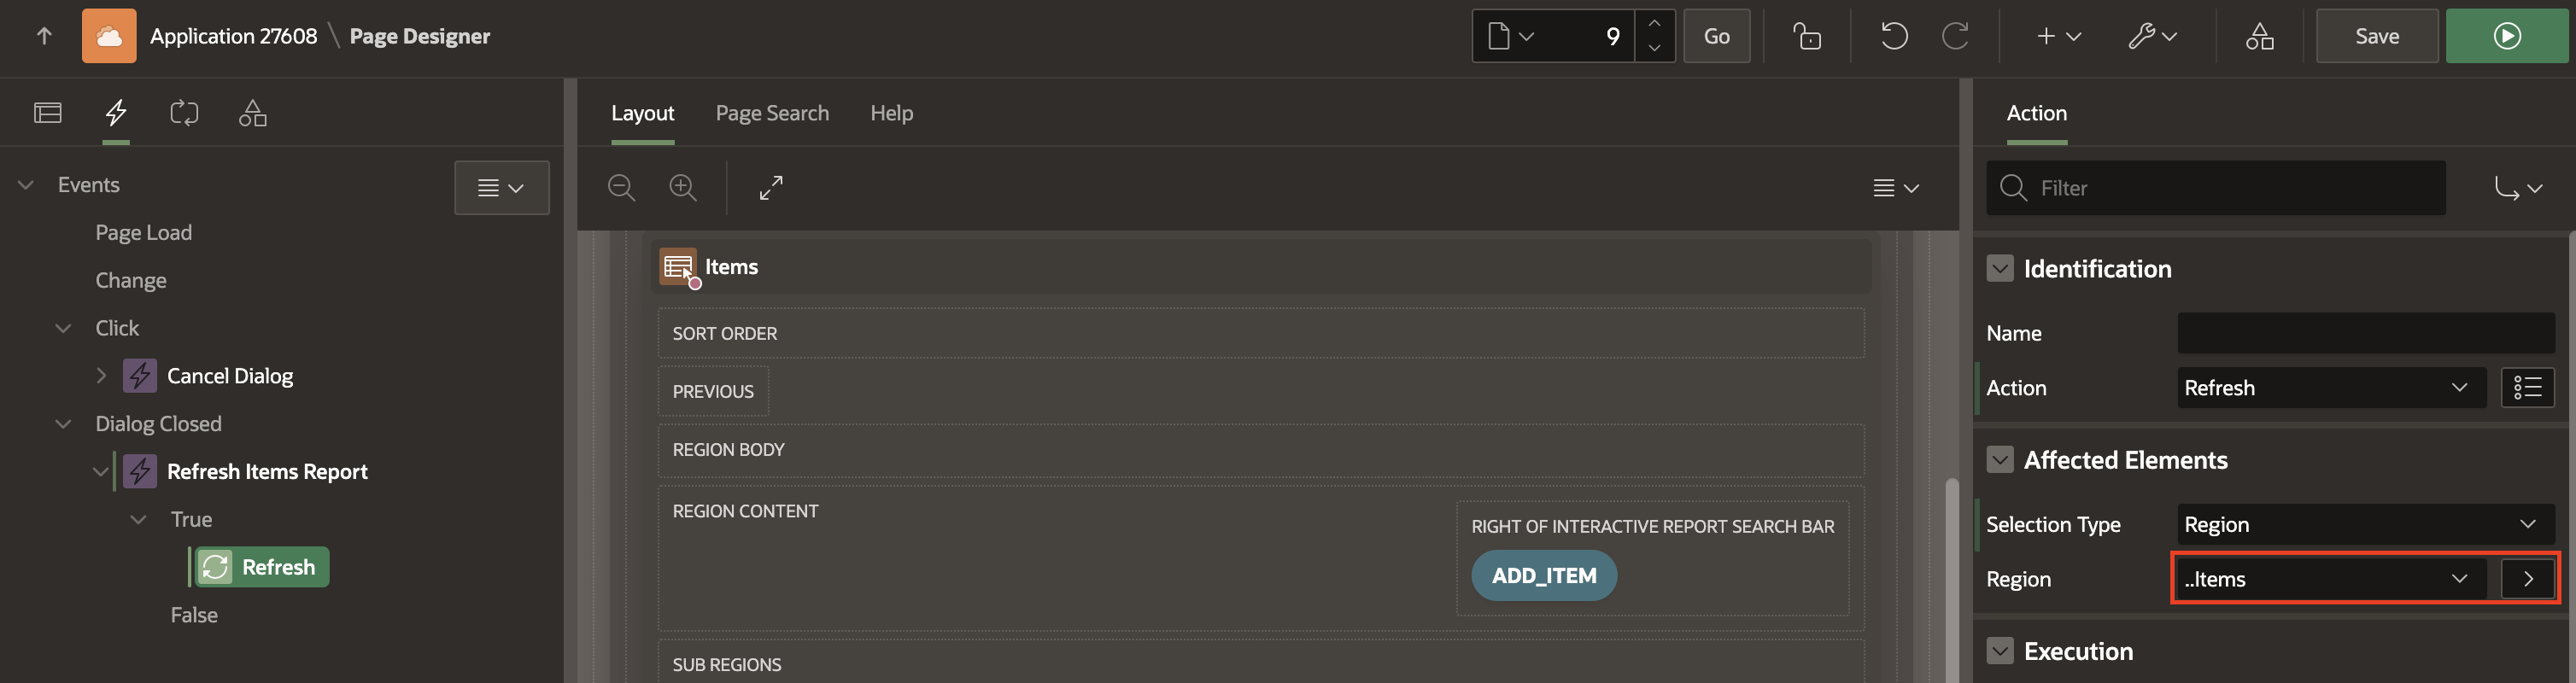 Application 27608 \ Page Designer
9
Go
Save
Events
Page Load
Change
Click
Cancel Dialog
Dialog Closed
Refresh Items Report
True
Refresh
False
Layout
Page Search
Help
Items
SORT ORDER
PREVIOUS
REGION BODY
REGION CONTENT
RIGHT OF INTERACTIVE REPORT SEARCH BAR
ADD_ITEM
SUB REGIONS
Action
Filter
Identification
Name
Action
Refresh
Affected Elements
Selection Type
Region
Region
..Items
Execution